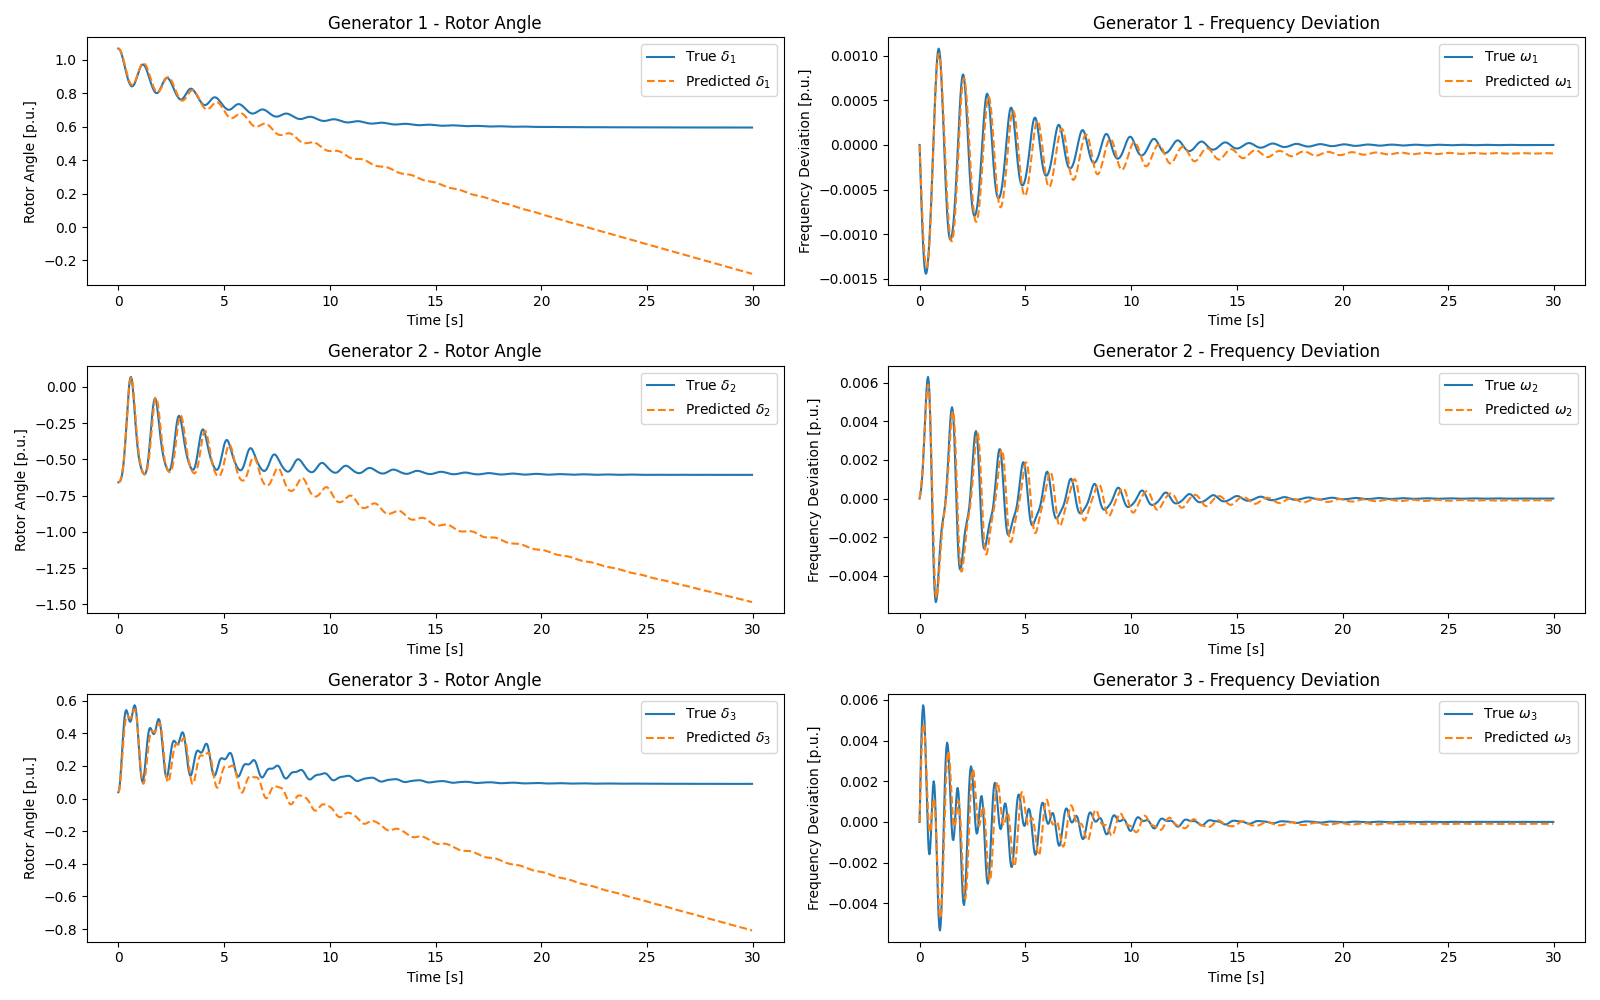 Generator 1 - Rotor Angle
Rotor Angle [p.u.]
1.0
0.8
0.6
0.4
0.2
0.0
−0.2
True δ₁
Predicted δ₁
0 5 10 15 20 25 30
Time [s]
Generator 1 - Frequency Deviation
Frequency Deviation [p.u.]
0.0010
0.0005
0.0000
−0.0005
−0.0010
−0.0015
True ω₁
Predicted ω₁
0 5 10 15 20 25 30
Time [s]
Generator 2 - Rotor Angle
Rotor Angle [p.u.]
0.00
−0.25
−0.50
−0.75
−1.00
−1.25
−1.50
True δ₂
Predicted δ₂
0 5 10 15 20 25 30
Time [s]
Generator 2 - Frequency Deviation
Frequency Deviation [p.u.]
0.006
0.004
0.002
0.000
−0.002
−0.004
True ω₂
Predicted ω₂
0 5 10 15 20 25 30
Time [s]
Generator 3 - Rotor Angle
Rotor Angle [p.u.]
0.6
0.4
0.2
0.0
−0.2
−0.4
−0.6
−0.8
True δ₃
Predicted δ₃
0 5 10 15 20 25 30
Time [s]
Generator 3 - Frequency Deviation
Frequency Deviation [p.u.]
0.006
0.004
0.002
0.000
−0.002
−0.004
True ω₃
Predicted ω₃
0 5 10 15 20 25 30
Time [s]